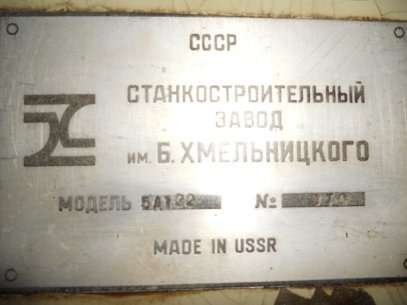 СССР
СТАНКОСТРОИТЕЛЬНЫЙ
ЗАВОД
ИМ. Б. ХМЕЛЬНИЦКОГО
МОДЕЛЬ 5А122 №
MADE IN USSR